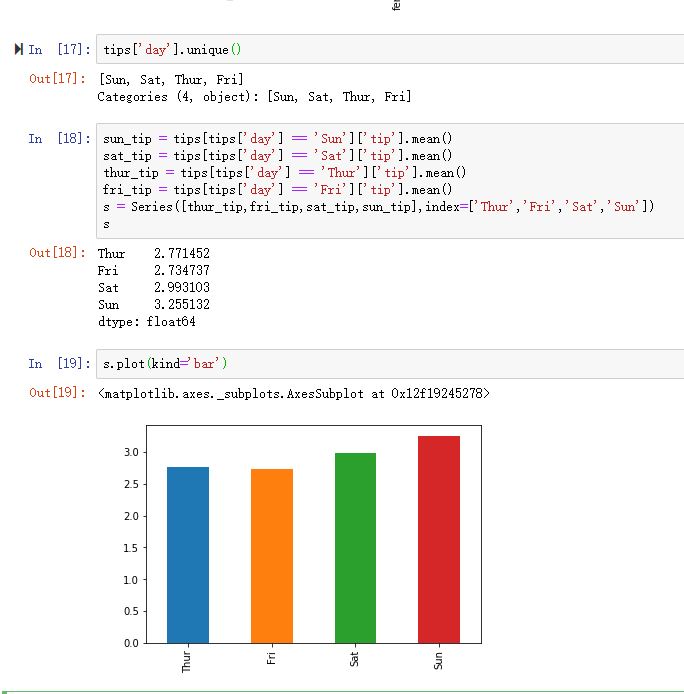 fer
In [17]: tips['day'].unique()
Out[17]: [Sun, Sat, Thur, Fri]
Categories (4, object): [Sun, Sat, Thur, Fri]
In [18]: sun_tip = tips[tips['day'] == 'Sun']['tip'].mean()
sat_tip = tips[tips['day'] == 'Sat']['tip'].mean()
thur_tip = tips[tips['day'] == 'Thur']['tip'].mean()
fri_tip = tips[tips['day'] == 'Fri']['tip'].mean()
s = Series([thur_tip,fri_tip,sat_tip,sun_tip],index=['Thur','Fri','Sat','Sun'])
s
Out[18]: Thur 2.771452
Fri 2.734737
Sat 2.993103
Sun 3.255132
dtype: float64
In [19]: s.plot(kind='bar')
Out[19]: <matplotlib.axes._subplots.AxesSubplot at 0x12f19245278>
3.0
2.5
2.0
1.5
1.0
0.5
0.0
Thur Fri Sat Sun